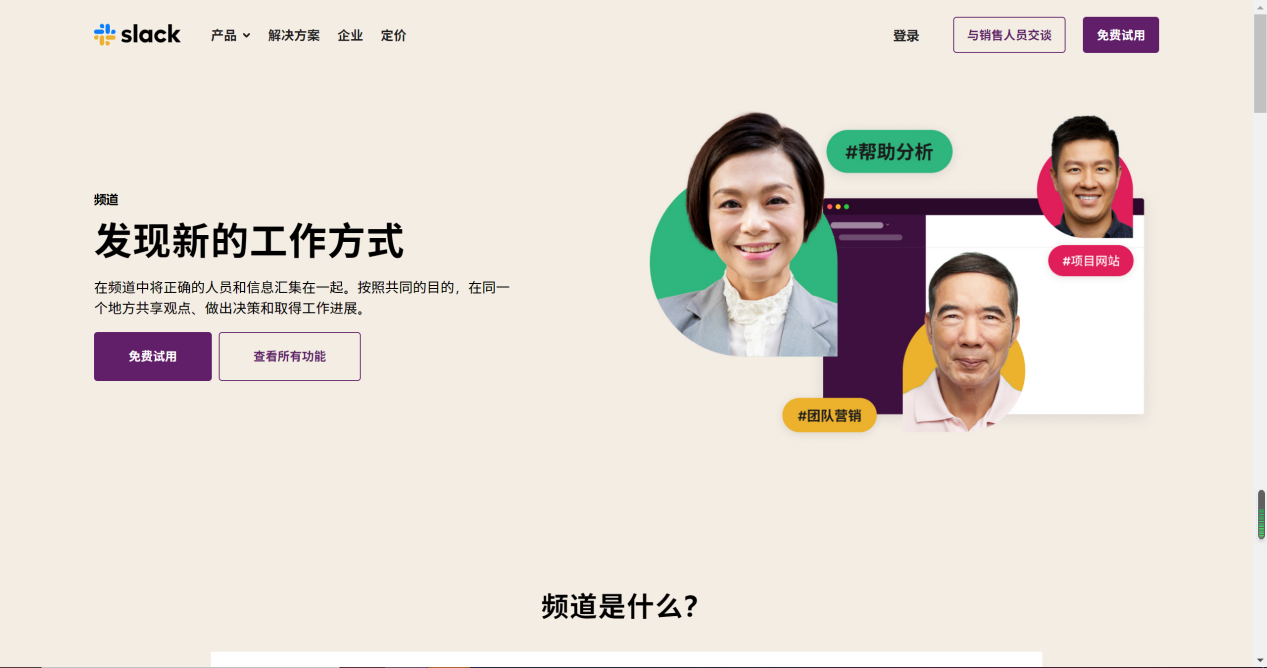 slack
产品
解决方案
企业
定价
登录
与销售人员交谈
免费试用
频道
发现新的工作方式
在频道中将正确的人员和信息汇集在一起。按照共同的目的，在同一
个地方共享观点、做出决策和取得工作进展。
免费试用
查看所有功能
#帮助分析
#项目网站
#团队营销
频道是什么？